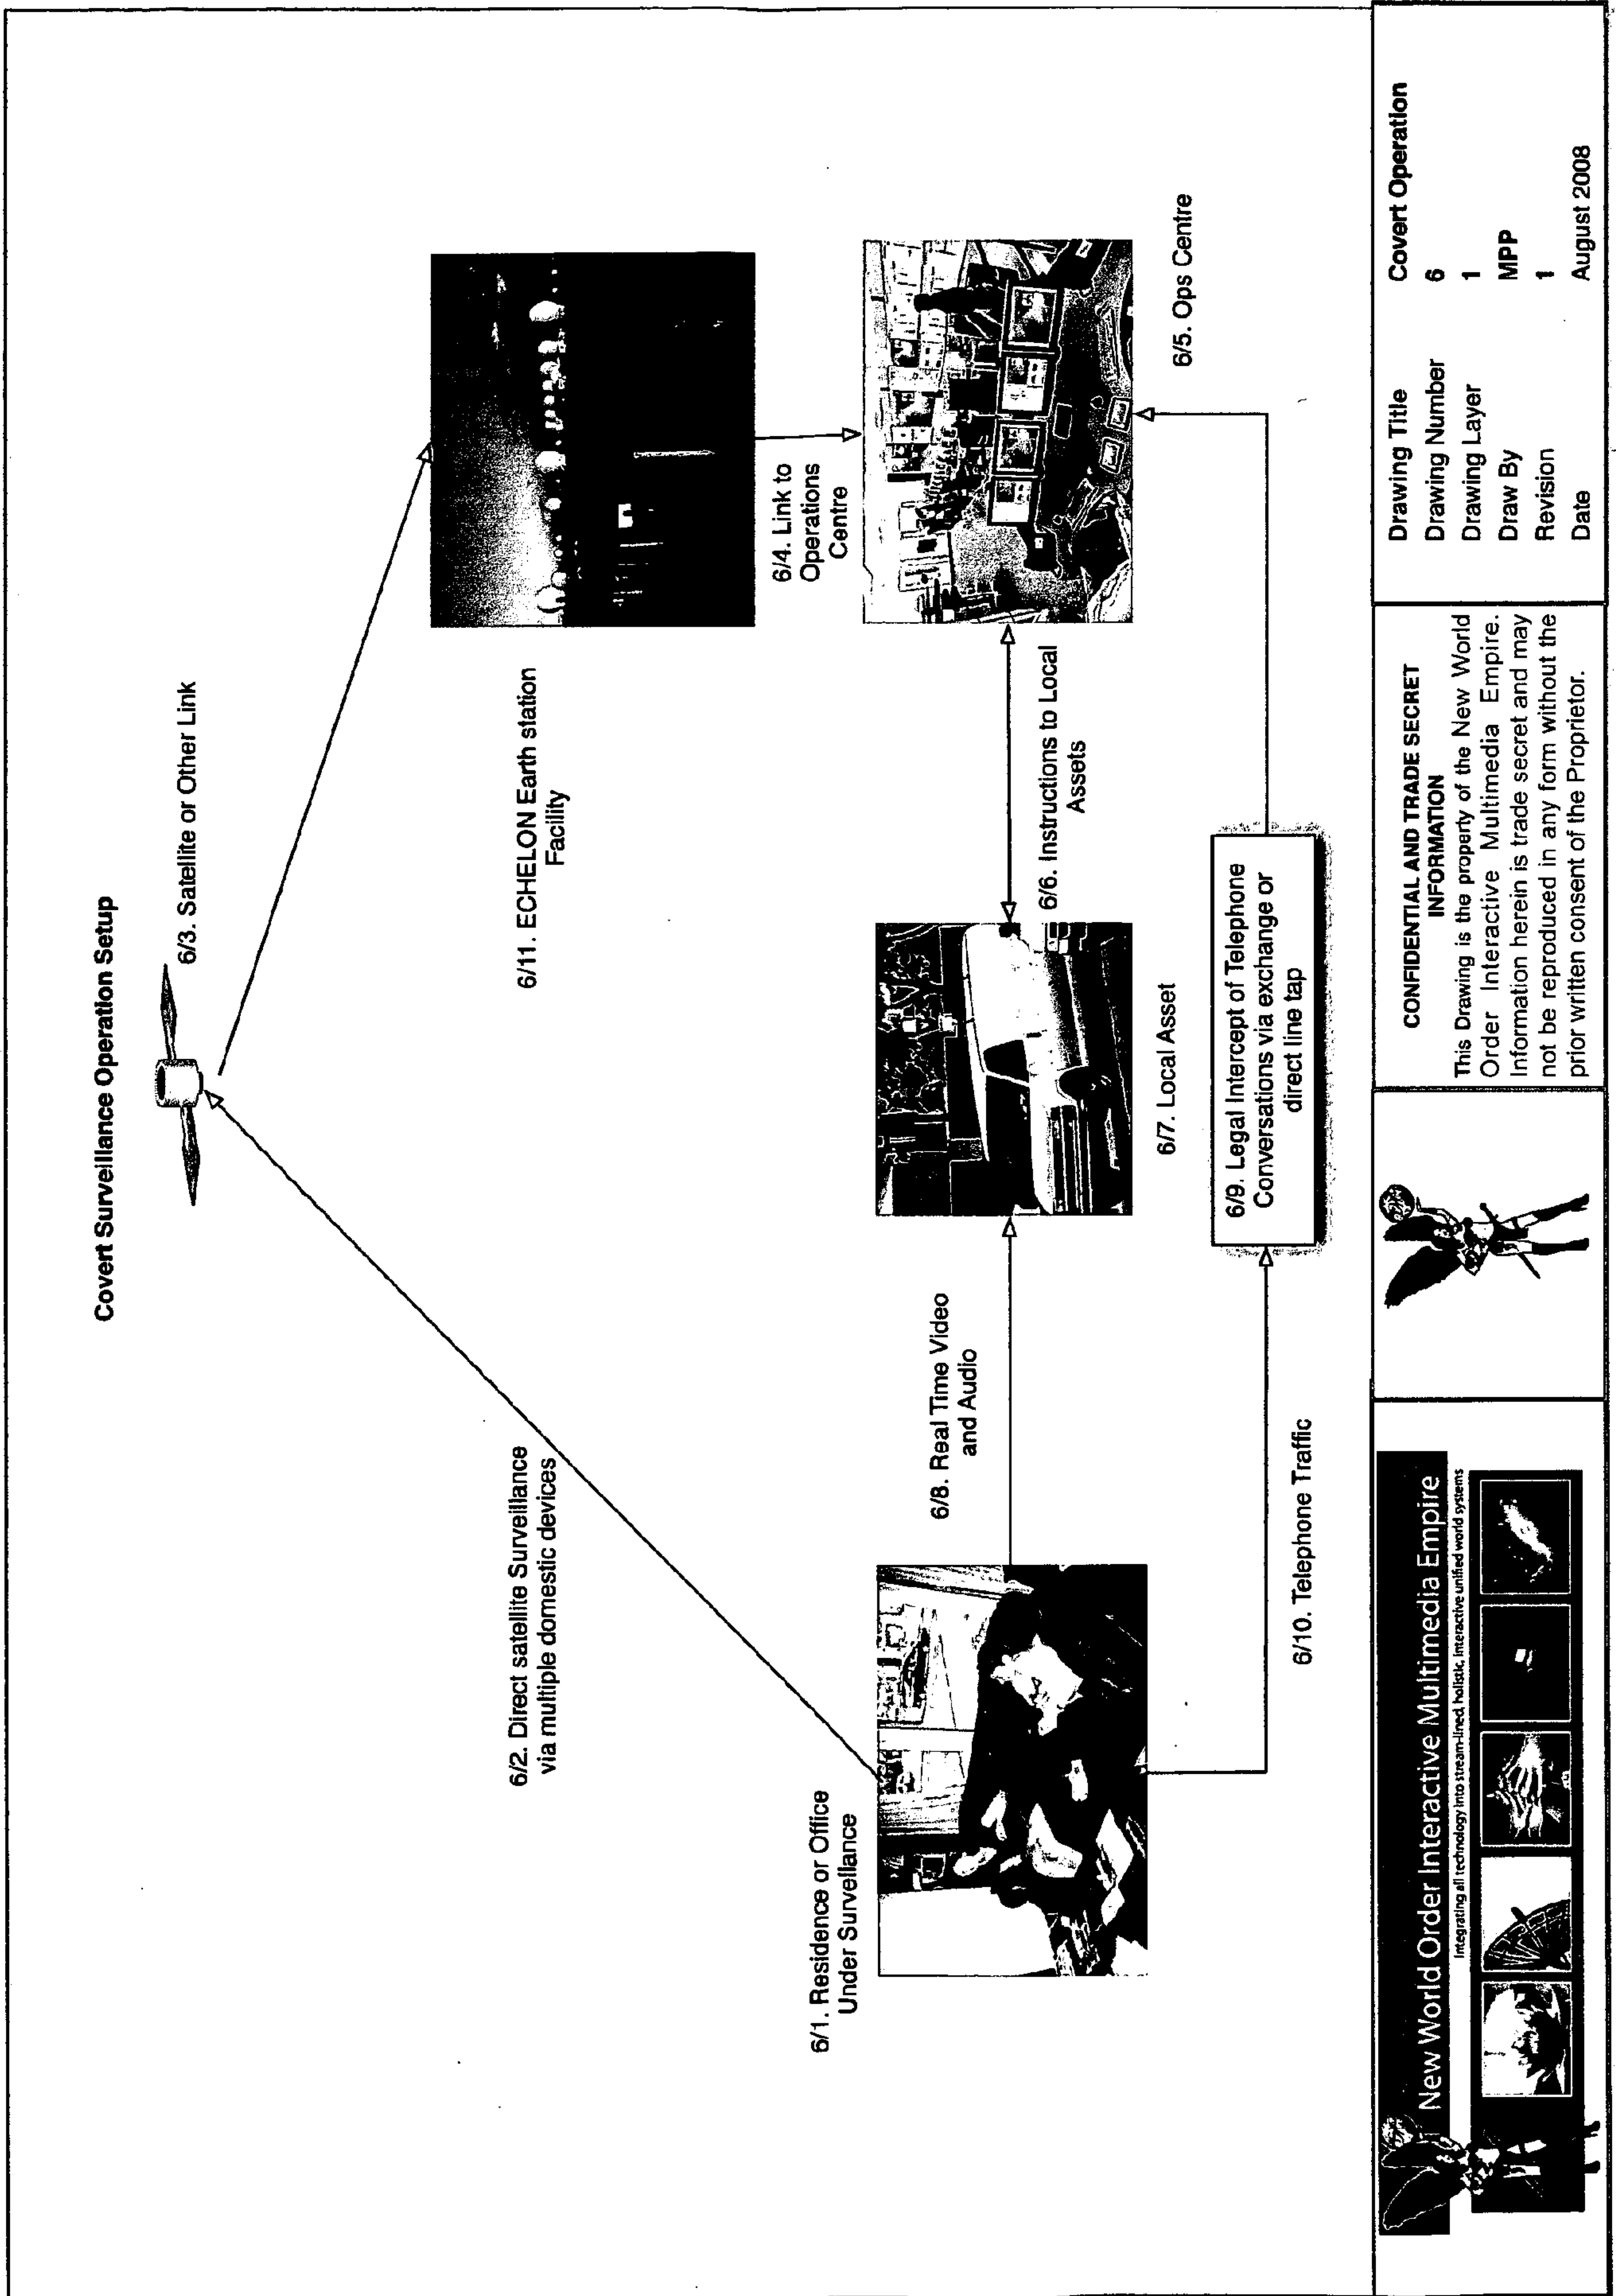 Covert Surveillance Operation Setup
6/3. Satellite or Other Link
6/2. Direct satellite Surveillance
via multiple domestic devices
6/11. ECHELON Earth station
Facility
6/1. Residence or Office
Under Surveillance
6/8. Real Time Video
and Audio
6/4. Link to
Operations
Centre
6/7. Local Asset
6/6. Instructions to Local
Assets
6/5. Ops Centre
6/9. Legal Intercept of Telephone
Conversations via exchange or
direct line tap
6/10. Telephone Traffic
New World Order Interactive Multimedia Empire
Integrating all technology into stream-lined, holistic, interactive unified world systems
CONFIDENTIAL AND TRADE SECRET
INFORMATION
This Drawing is the property of the New World
Order Interactive Multimedia Empire.
Information herein is trade secret and may
not be reproduced in any form without the
prior written consent of the Proprietor.
Drawing Title Covert Operation
Drawing Number 6
Drawing Layer 1
Draw By MPP
Revision 1
Date August 2008